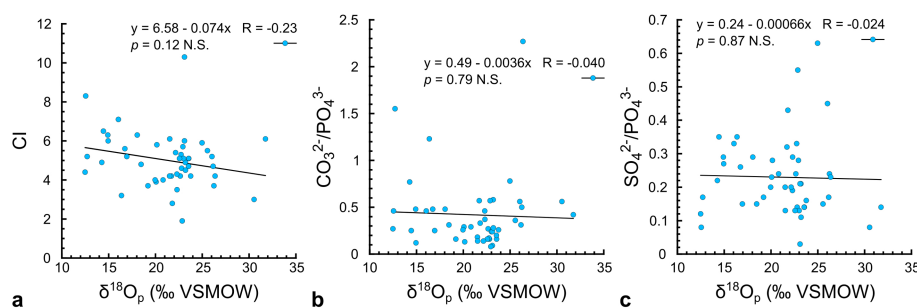 y = 6.58 - 0.074x R = -0.23
p = 0.12 N.S.
12
10
8
6
4
2
0
CI
10 15 20 25 30 35
δ18Op (‰ VSMOW)
a
y = 0.49 - 0.0036x R = -0.040
p = 0.79 N.S.
2.5
2
1.5
1
0.5
0
CO₃²⁻/PO₄³⁻
10 15 20 25 30 35
δ18Op (‰ VSMOW)
b
y = 0.24 - 0.00066x R = -0.024
p = 0.87 N.S.
0.7
0.6
0.5
0.4
0.3
0.2
0.1
0
SO₄²⁻/PO₄³⁻
10 15 20 25 30 35
δ18Op (‰ VSMOW)
c